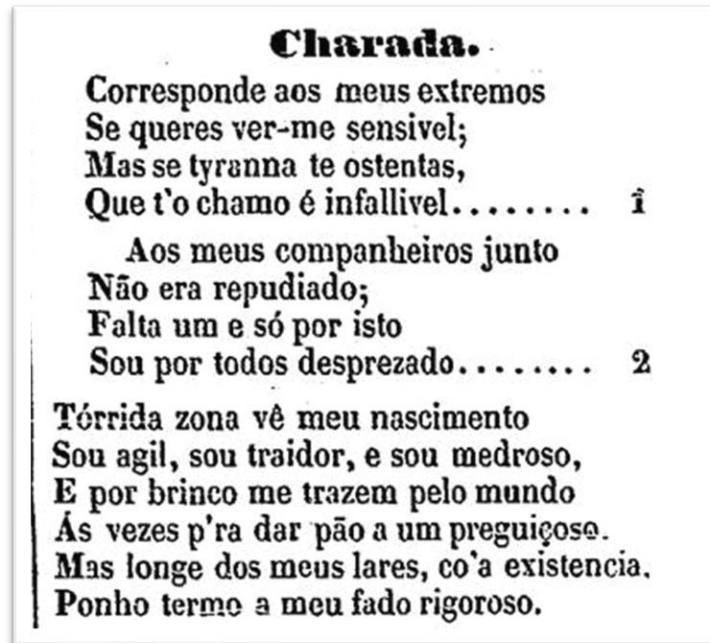 Charada.
Corresponde aos meus extremos
Se queres ver-me sensivel;
Mas se tyranna te ostentas,
Que t'o chamo é infallivel........ 1
Aos meus companheiros junto
Não era repudiado;
Falta um e só por isto
Sou por todos desprezado........ 2
Tórrida zona vê meu nascimento
Sou agil, sou traidor, e sou medroso,
E por brinco me trazem pelo mundo
Ás vezes p'ra dar pão a um preguiçoso.
Mas longe dos meus lares, co'a existencia.
Ponho termo a meu fado rigoroso.